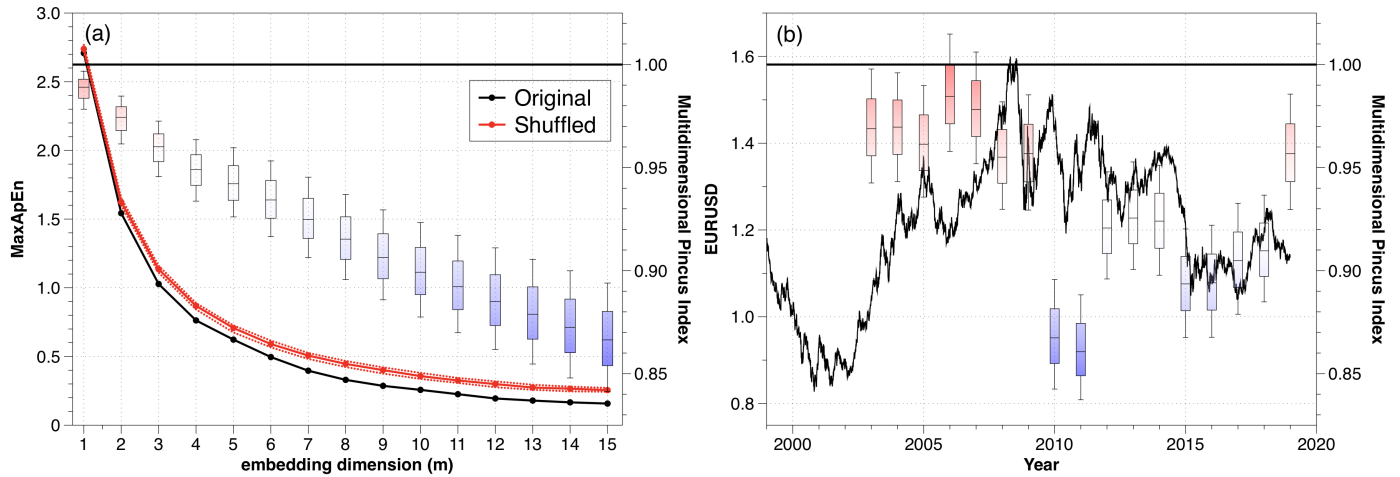 (a)
3.0
2.5
2.0
1.5
1.0
0.5
0
MaxApEn
Original
Shuffled
1.00
0.95
0.90
0.85
Multidimensional Pincus Index
1 2 3 4 5 6 7 8 9 10 11 12 13 14 15
embedding dimension (m)
(b)
1.6
1.4
1.2
1.0
0.8
EURUSD
1.00
0.95
0.90
0.85
Multidimensional Pincus Index
2000 2005 2010 2015 2020
Year